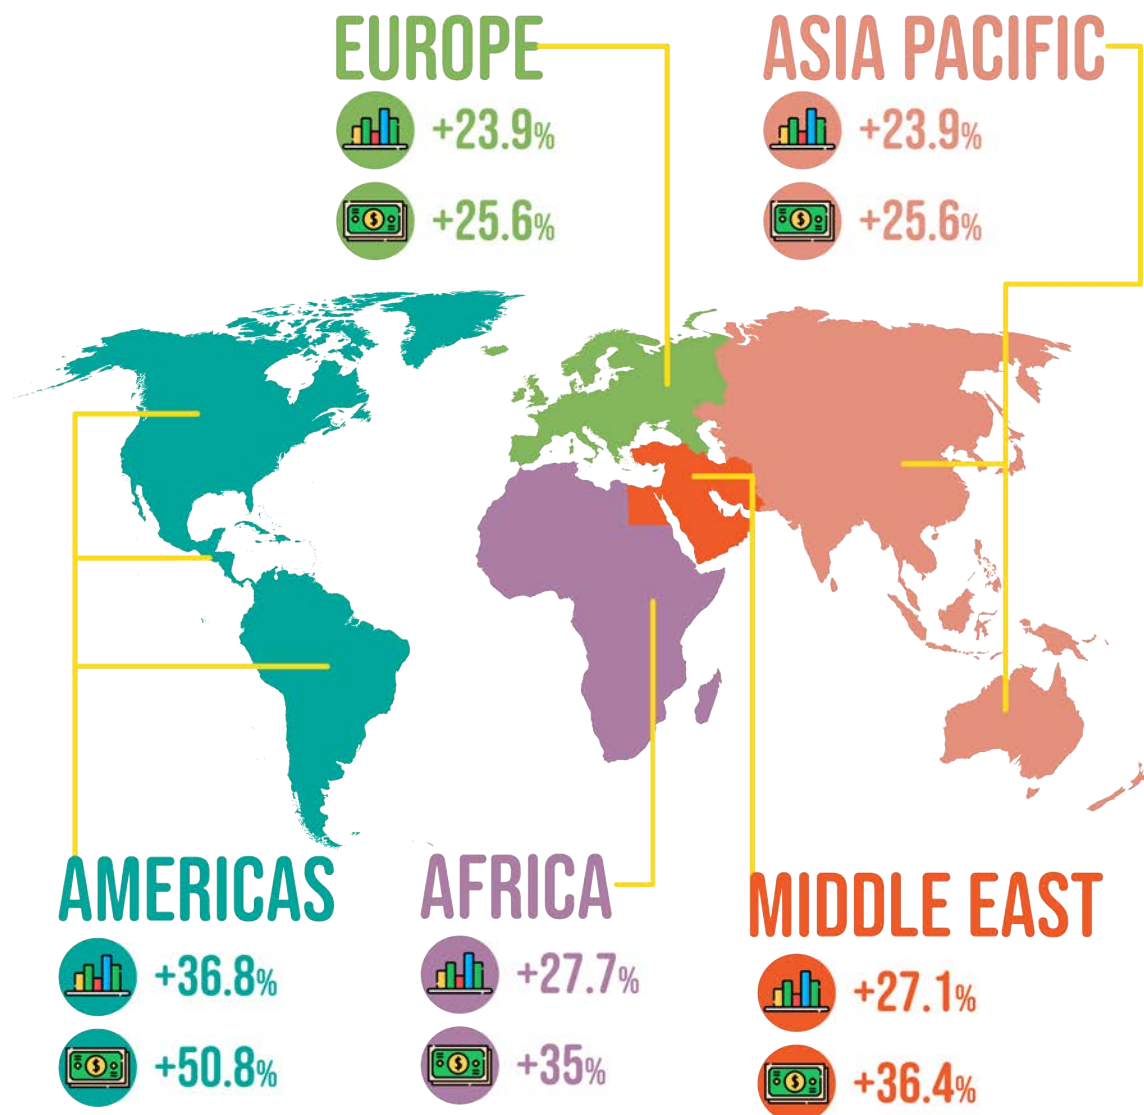 EUROPE
+23.9%
+25.6%
ASIA PACIFIC
+23.9%
+25.6%
AMERICAS
+36.8%
+50.8%
AFRICA
+27.7%
+35%
MIDDLE EAST
+27.1%
+36.4%